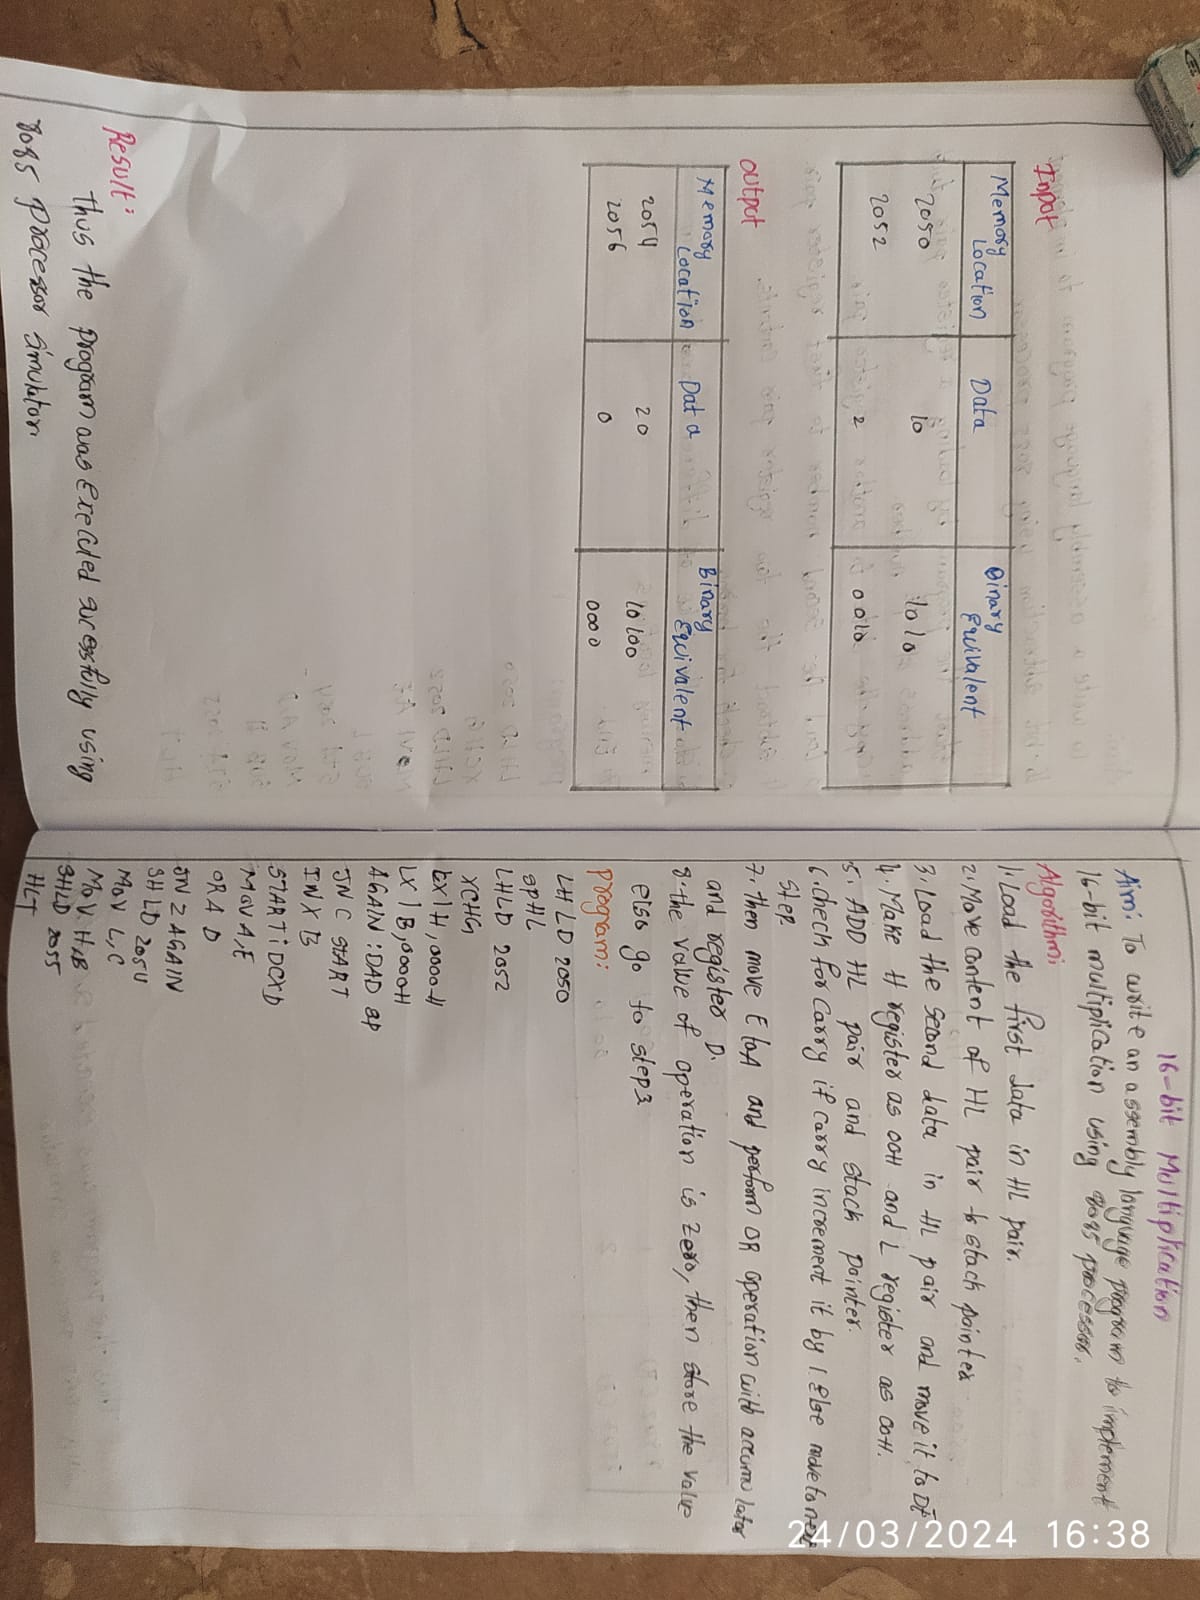 16-bit Multiplication
Aim: To write an assembly language program to implement
16-bit multiplication using 8085 processor.
Algorithm:
1. Load the first data in HL pair.
2. Move content of HL pair to stack pointer
3. Load the second data in HL pair and move it to DE
4. Make H register as 00H and L register as 00H.
5. ADD HL pair and stack pointer.
6. check for carry if carry increment it by 1 else move to next
step.
7. then move E to A and perform OR operation with accumulator
and register D.
8. the value of operation is zero, then store the value
else go to step3
program:
LHLD 2050
SPHL
LHLD 2052
XCHG
LXI H, 0000H
LXI B, 0000H
AGAIN: DAD SP
JNC START
INX B
START: DCX D
MOV A, E
ORA D
JNZ AGAIN
SHLD 2054
MOV L, C
MOV H, B
SHLD 2055
HLT
Input
Memory Location Data Binary Equivalent
2050 10 1010
2052 2 0010
output
Memory Location Data Binary Equivalent
2054 20 10100
2056 0 0000
Result:
Thus the program was execuled sucessfully using
8085 processor simulator.
24/03/2024 16:38